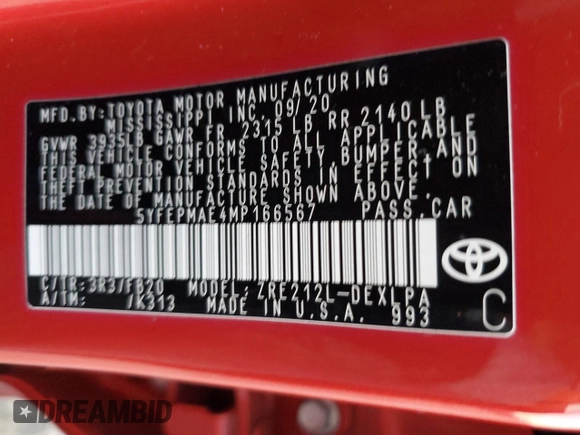 MFD.BY:TOYOTA MOTOR MANUFACTURING
MISSISSIPPI INC. 09/20
GVWR 3935LB GAWR FR 2315 LB RR 2140 LB
THIS VEHICLE CONFORMS TO ALL APPLICABLE
FEDERAL MOTOR VEHICLE SAFETY, BUMPER, AND
THEFT PREVENTION STANDARDS IN EFFECT ON
THE DATE OF MANUFACTURE SHOWN ABOVE.
5YFEPMAE4MP166567 PASS.CAR
C/TR:3R3/FB20 MODEL:ZRE212L-DEXLPA
A/TM: /K313 MADE IN U.S.A. 993
C
DREAMBID